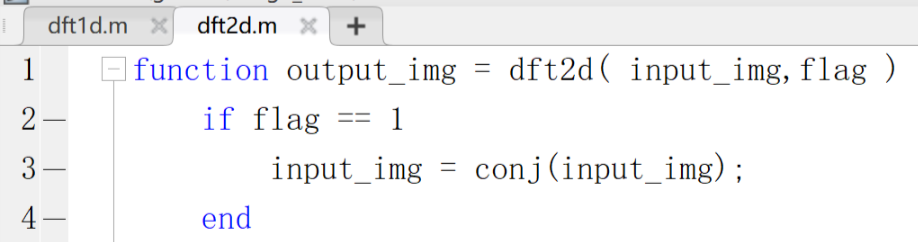 dft1d.m × dft2d.m × +
1 function output_img = dft2d( input_img,flag )
2 if flag == 1
3 input_img = conj(input_img);
4 end